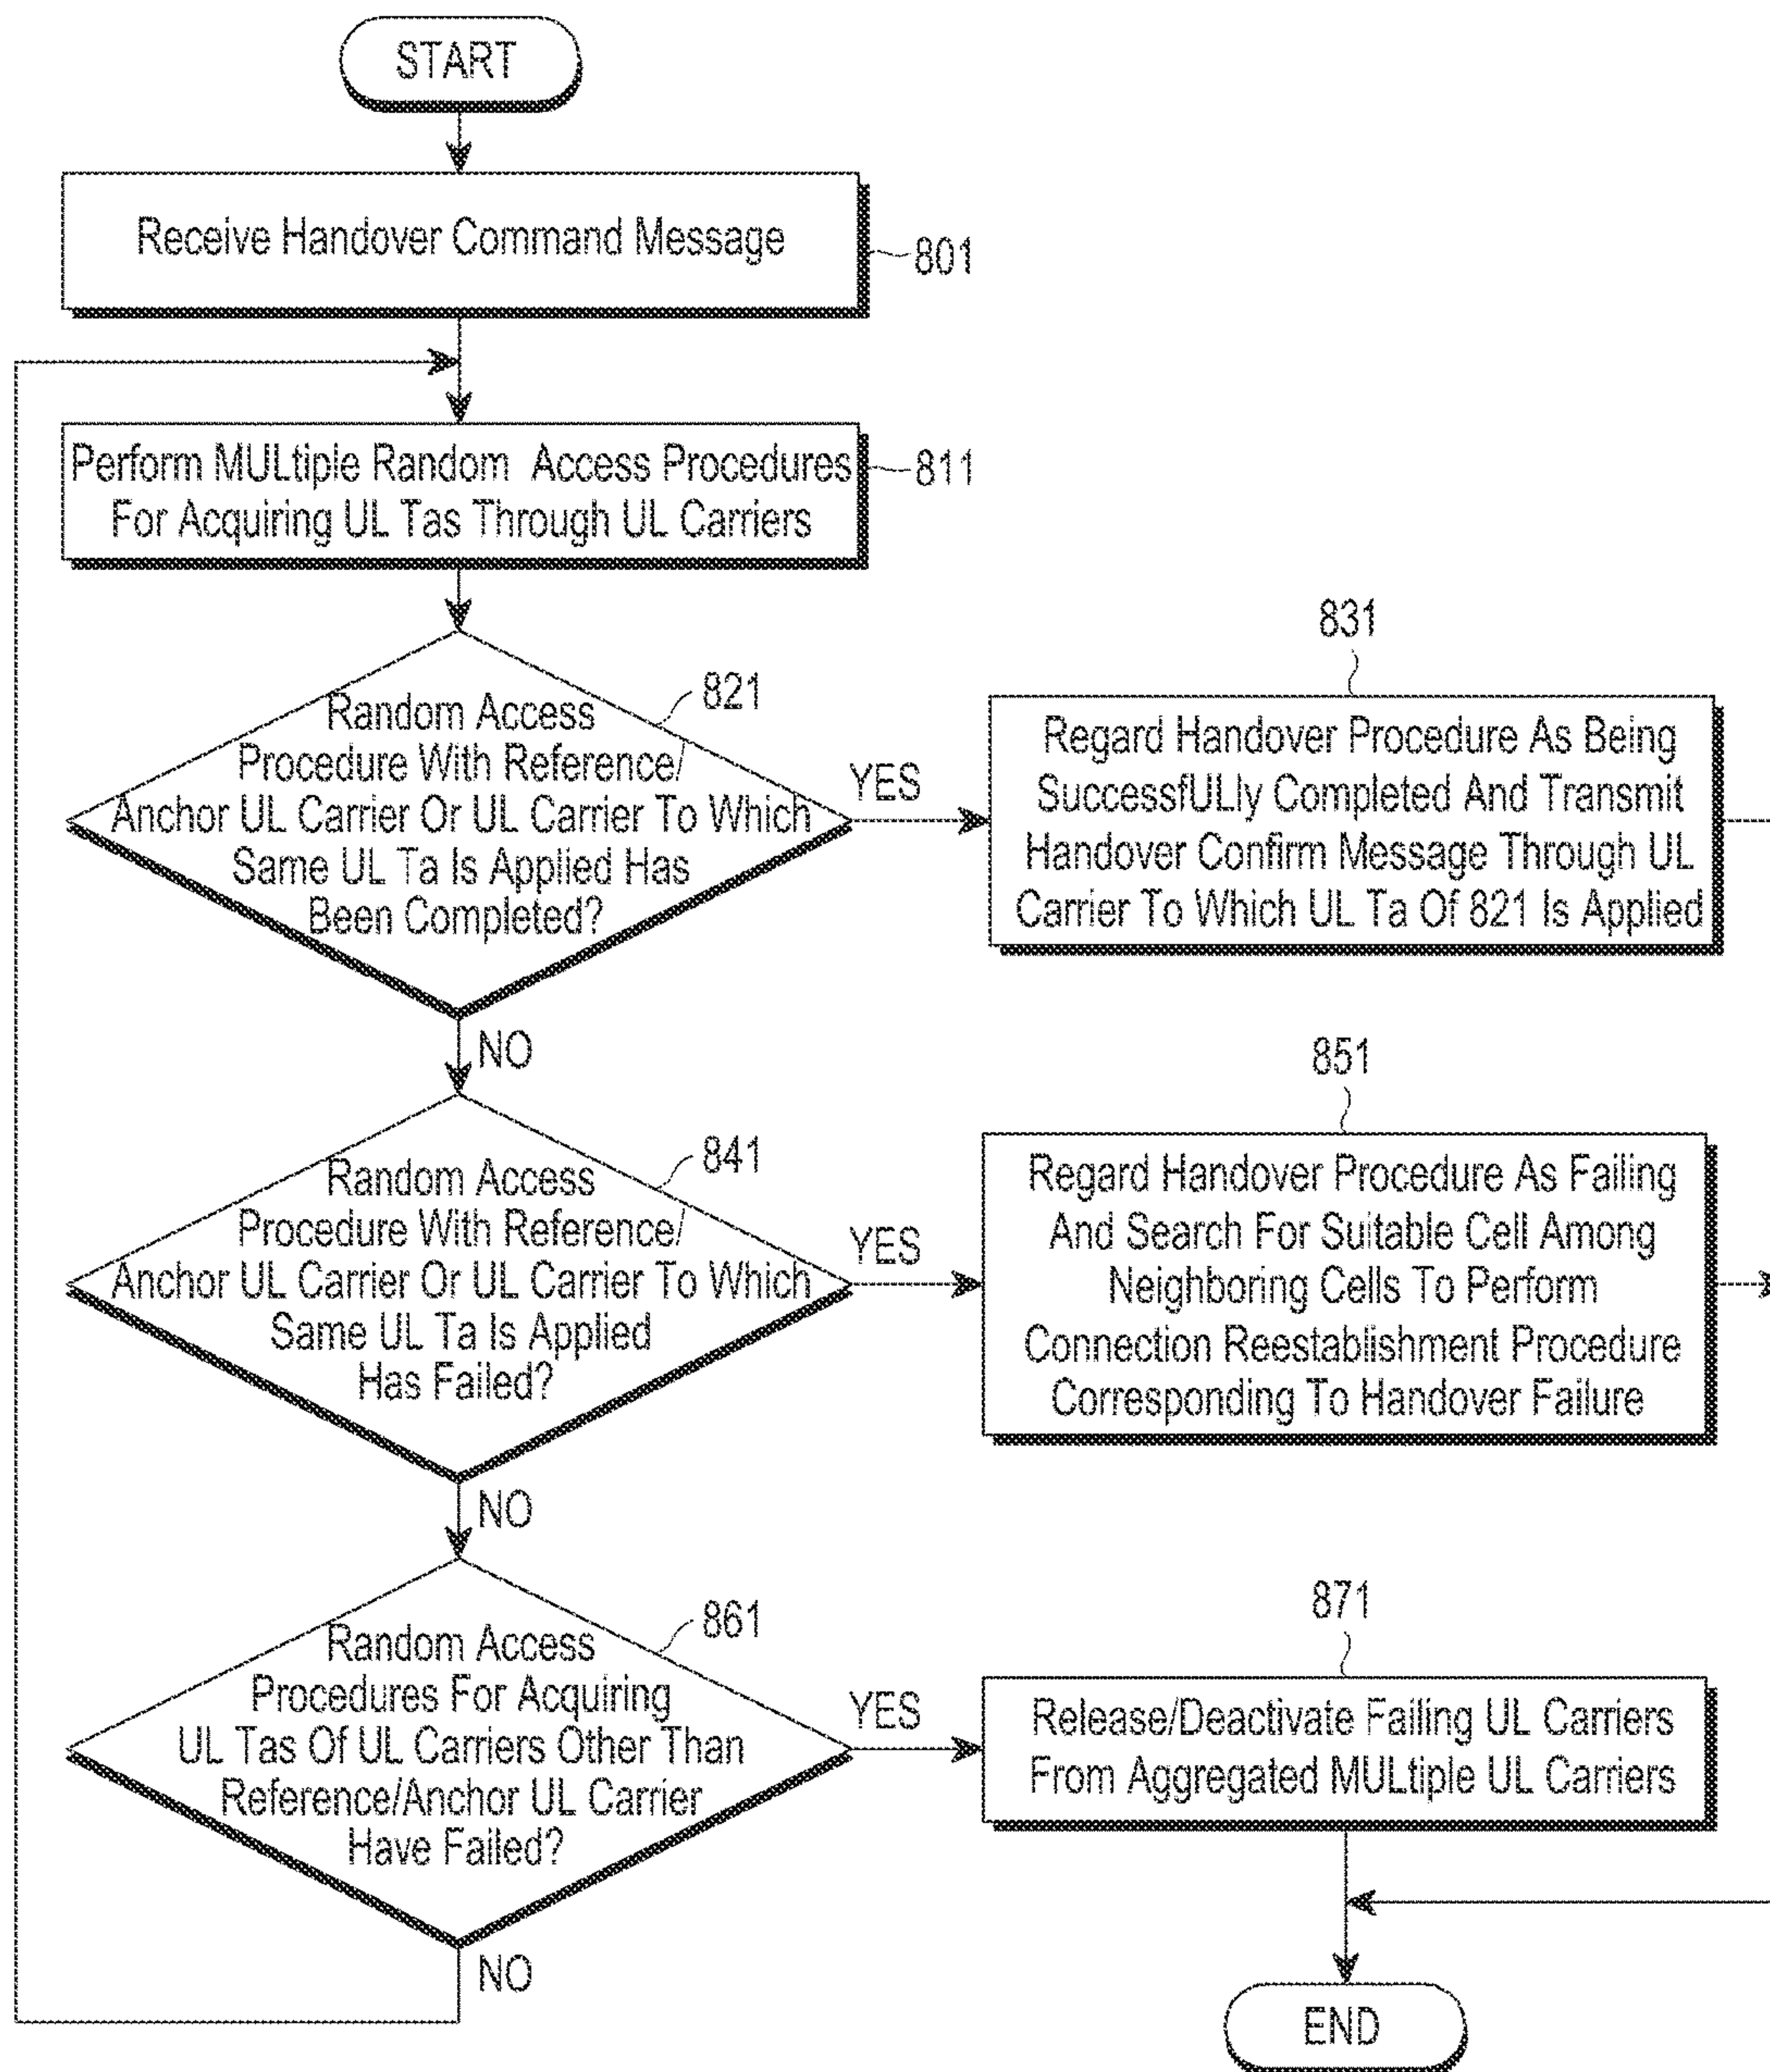 START
Receive Handover Command Message
801
Perform MULtiple Random Access Procedures
For Acquiring UL Tas Through UL Carriers
811
Random Access
Procedure With Reference/
Anchor UL Carrier Or UL Carrier To Which
Same UL Ta Is Applied Has
Been Completed?
821
YES
NO
831
Regard Handover Procedure As Being
SuccessfULly Completed And Transmit
Handover Confirm Message Through UL
Carrier To Which UL Ta Of 821 Is Applied
Random Access
Procedure With Reference/
Anchor UL Carrier Or UL Carrier To Which
Same UL Ta Is Applied
Has Failed?
841
YES
NO
851
Regard Handover Procedure As Failing
And Search For Suitable Cell Among
Neighboring Cells To Perform
Connection Reestablishment Procedure
Corresponding To Handover Failure
Random Access
Procedures For Acquiring
UL Tas Of UL Carriers Other Than
Reference/Anchor UL Carrier
Have Failed?
861
YES
NO
871
Release/Deactivate Failing UL Carriers
From Aggregated MULtiple UL Carriers
END